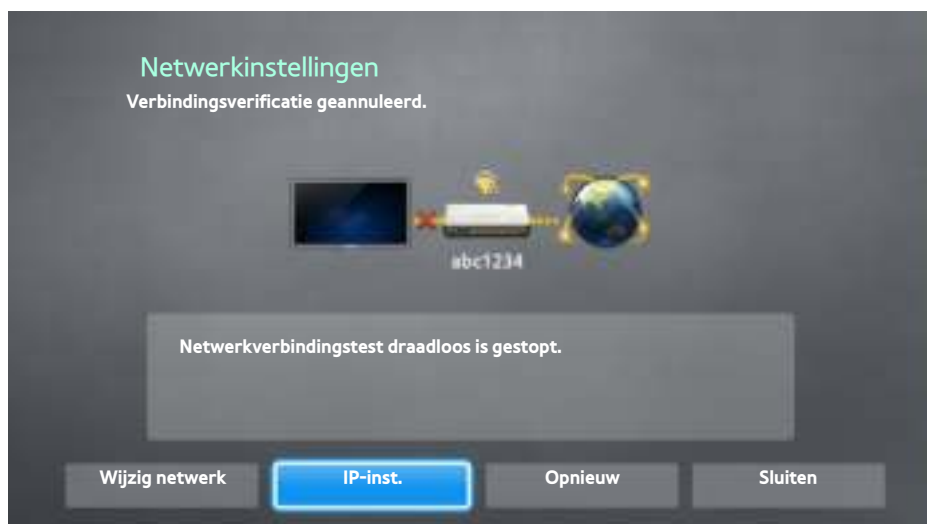 Netwerkinstellingen
Verbindingsverificatie geannuleerd.
abc1234
Netwerkverbindingstest draadloos is gestopt.
Wijzig netwerk
IP-inst.
Opnieuw
Sluiten